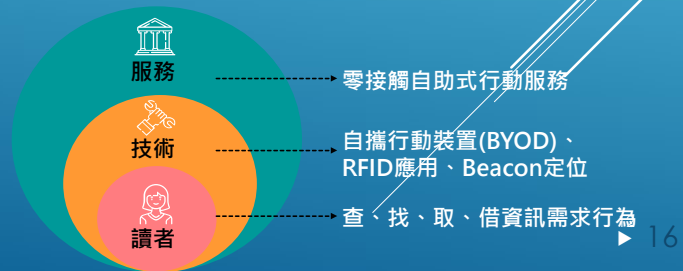 服務
零接觸自助式行動服務
技術
自攜行動裝置(BYOD)、
RFID應用、Beacon定位
讀者
查、找、取、借資訊需求行為
16